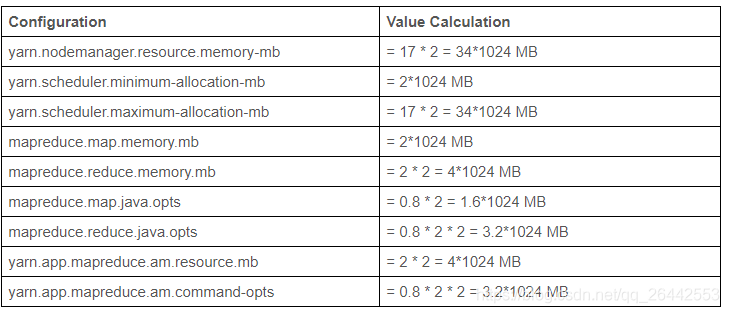 Configuration Value Calculation
yarn.nodemanager.resource.memory-mb = 17 * 2 = 34*1024 MB
yarn.scheduler.minimum-allocation-mb = 2*1024 MB
yarn.scheduler.maximum-allocation-mb = 17 * 2 = 34*1024 MB
mapreduce.map.memory.mb = 2*1024 MB
mapreduce.reduce.memory.mb = 2 * 2 = 4*1024 MB
mapreduce.map.java.opts = 0.8 * 2 = 1.6*1024 MB
mapreduce.reduce.java.opts = 0.8 * 2 * 2 = 3.2*1024 MB
yarn.app.mapreduce.am.resource.mb = 2 * 2 = 4*1024 MB
yarn.app.mapreduce.am.command-opts = 0.8 * 2 * 2 = 3.2*1024 MB